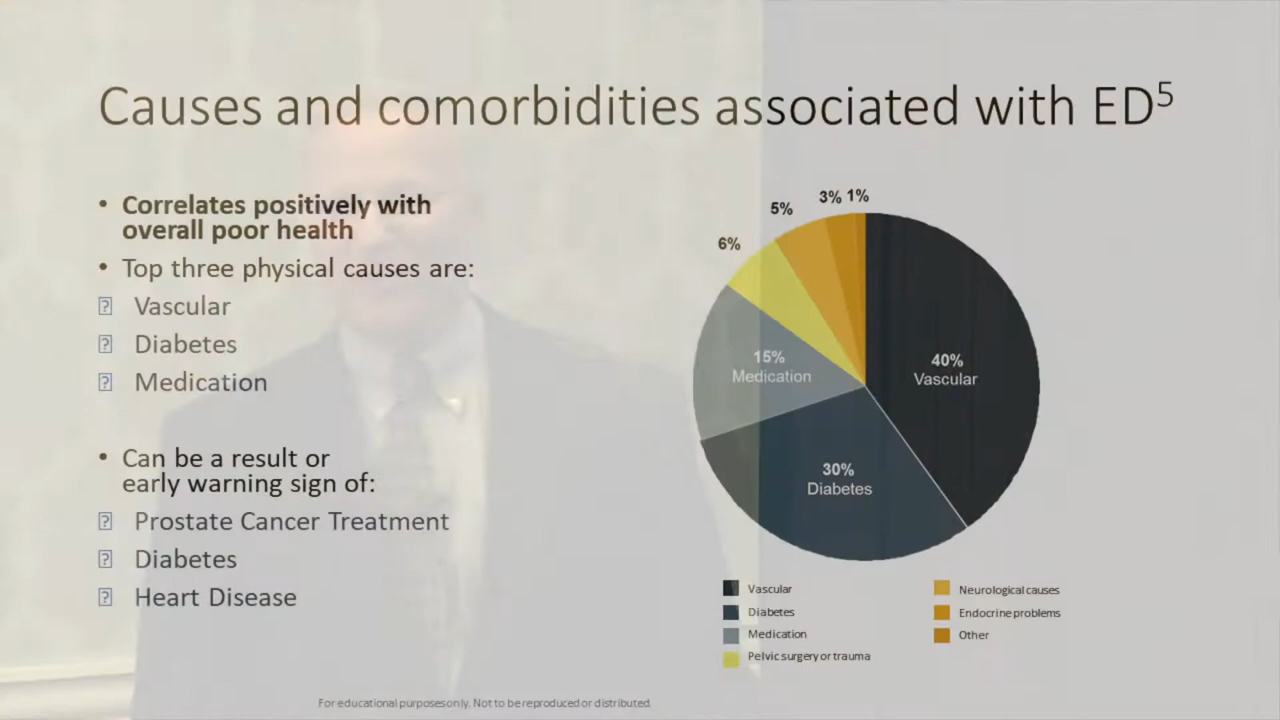 Causes and comorbidities associated with ED5
• Correlates positively with
overall poor health
• Top three physical causes are:
Vascular
Diabetes
Medication
• Can be a result or
early warning sign of:
Prostate Cancer Treatment
Diabetes
Heart Disease
6%
5%
3% 1%
15%
Medication
40%
Vascular
30%
Diabetes
Vascular
Diabetes
Medication
Pelvic surgery or trauma
Neurological causes
Endocrine problems
Other
For educational purposes only. Not to be reproduced or distributed.